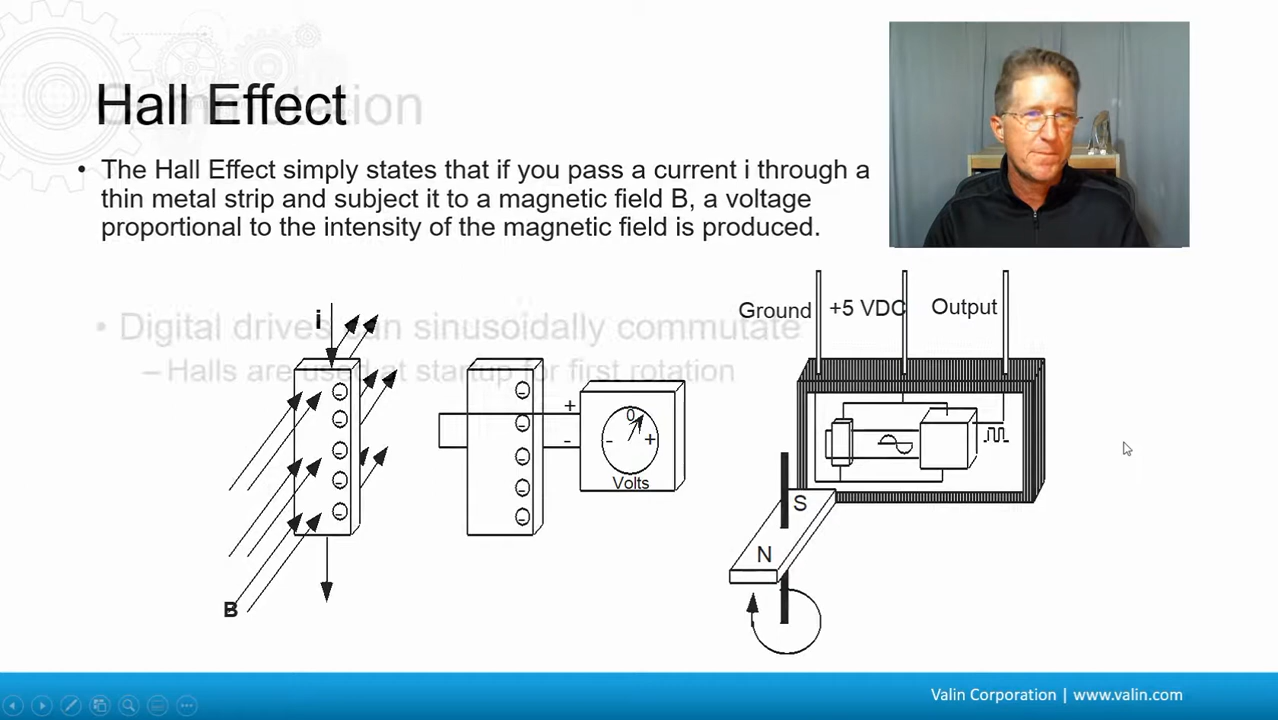 Hall Effect
• The Hall Effect simply states that if you pass a current i through a
thin metal strip and subject it to a magnetic field B, a voltage
proportional to the intensity of the magnetic field is produced.
Ground +5 VDC Output
i
• Digital drives can sinusoidally commutate
– Halls are used at startup for first rotation
+
0
- +
-
Volts
S
N
B
Valin Corporation | www.valin.com